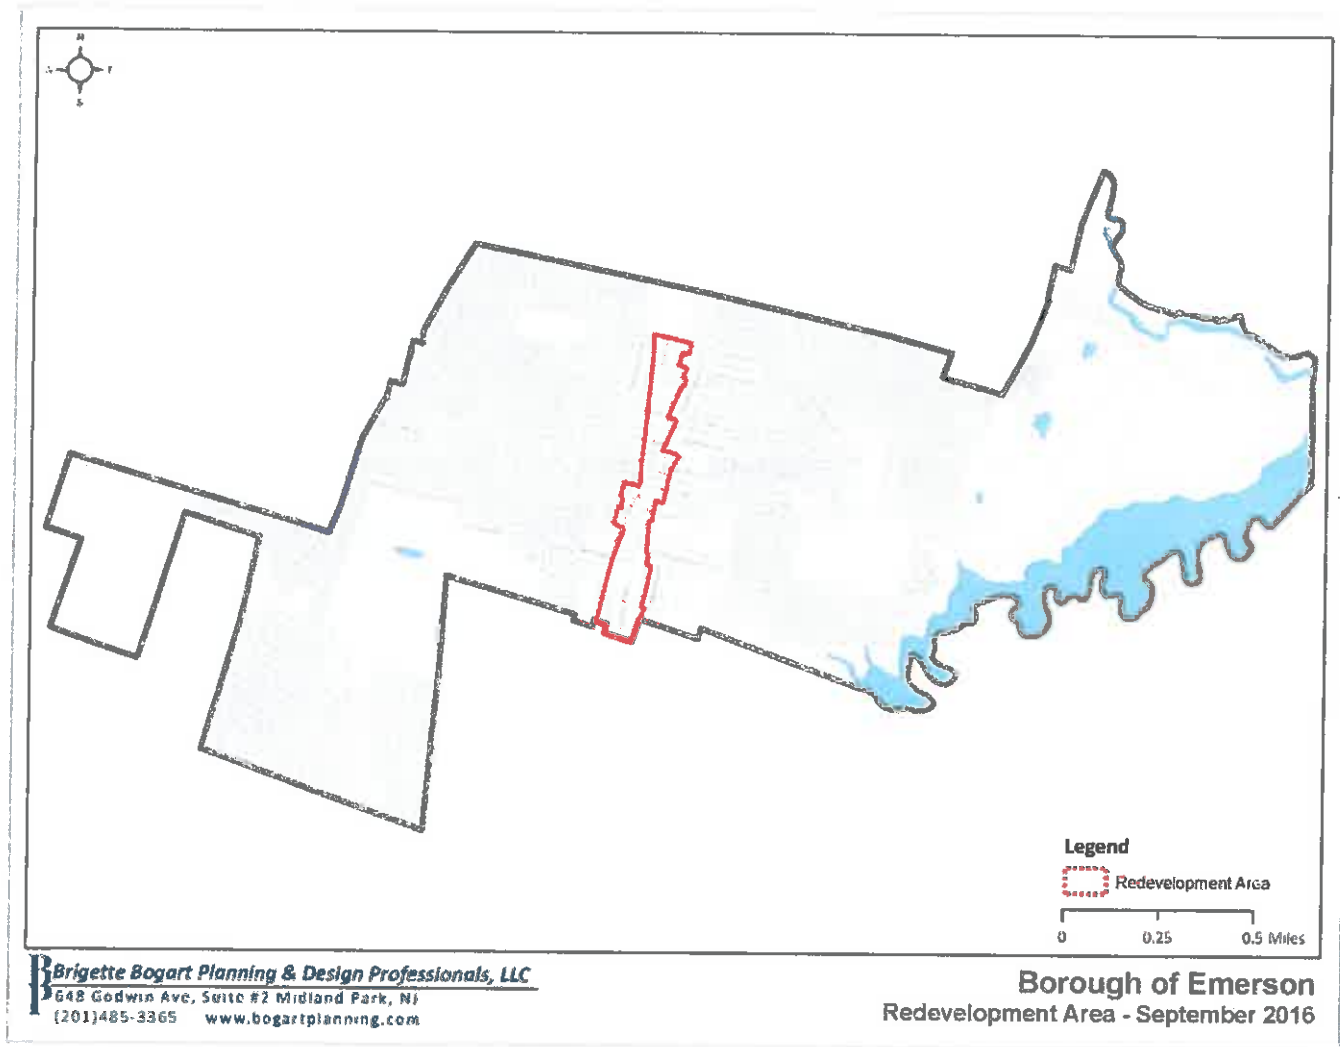 N
S
Legend
Redevelopment Area
0 0.25 0.5 Miles
B Brigette Bogart Planning & Design Professionals, LLC
P 648 Godwin Ave, Suite #2 Midland Park, NJ
(201)485-3365 www.bogartplanning.com
Borough of Emerson
Redevelopment Area - September 2016